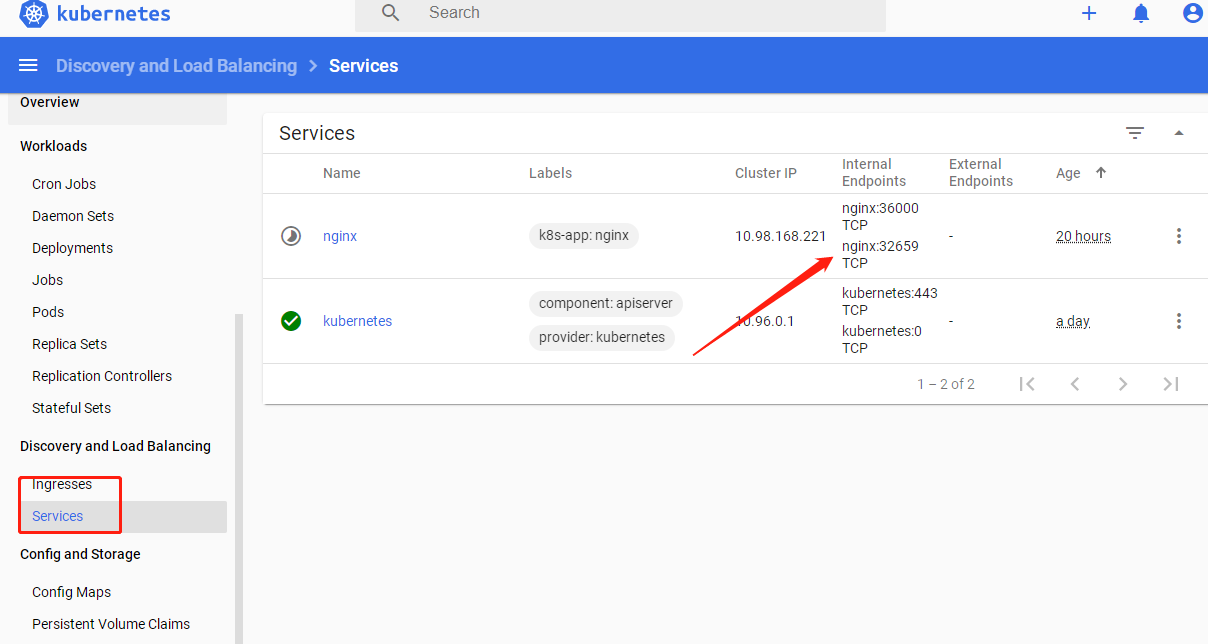 kubernetes
Search
Discovery and Load Balancing > Services
Overview
Workloads
Cron Jobs
Daemon Sets
Deployments
Jobs
Pods
Replica Sets
Replication Controllers
Stateful Sets
Discovery and Load Balancing
Ingresses
Services
Config and Storage
Config Maps
Persistent Volume Claims
Services
Name
Labels
Cluster IP
Internal
Endpoints
External
Endpoints
Age
nginx
k8s-app: nginx
10.98.168.221
nginx:36000
TCP
nginx:32659
TCP
-
20 hours
kubernetes
component: apiserver
provider: kubernetes
10.96.0.1
kubernetes:443
TCP
kubernetes:0
TCP
-
a day
1 – 2 of 2